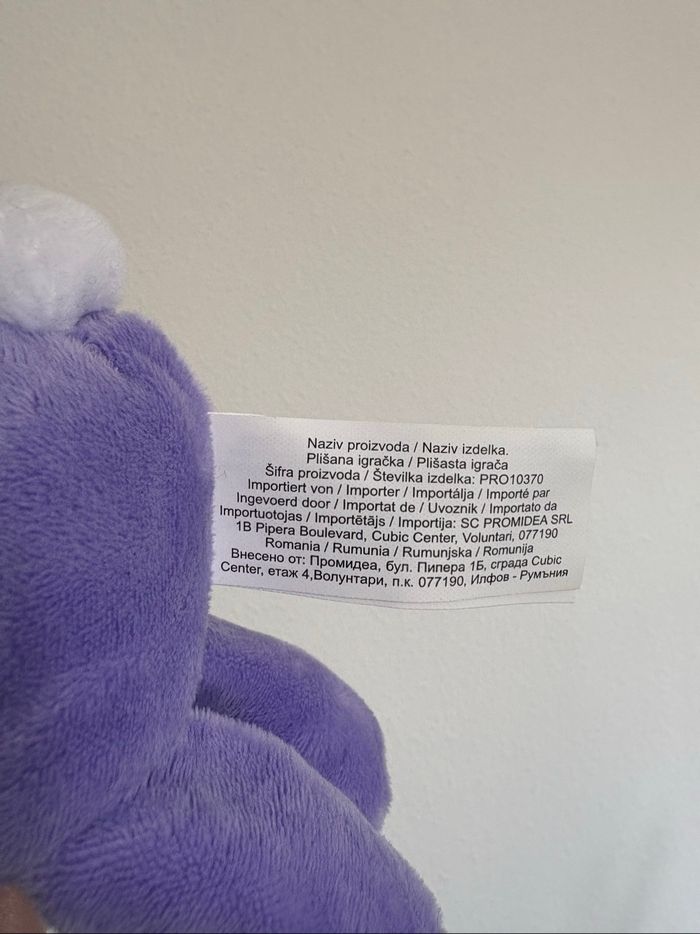 Naziv proizvoda / Naziv izdelka.
Plišana igračka / Plišasta igrača
Šifra proizvoda / Številka izdelka: PRO10370
Importiert von / Importer / Importálja / Importé par
Ingevoerd door / Importat de / Uvoznik / Importato da
Importuotojas / Importētājs / Importija: SC PROMIDEA SRL
1B Pipera Boulevard, Cubic Center, Voluntari, 077190
Romania / Rumunia / Rumunjska / Romunija
Внесено от: Промидеа, бул. Пипера 1Б, сграда Cubic
Center, етаж 4,Волунтари, п.к. 077190, Илфов - Румъния